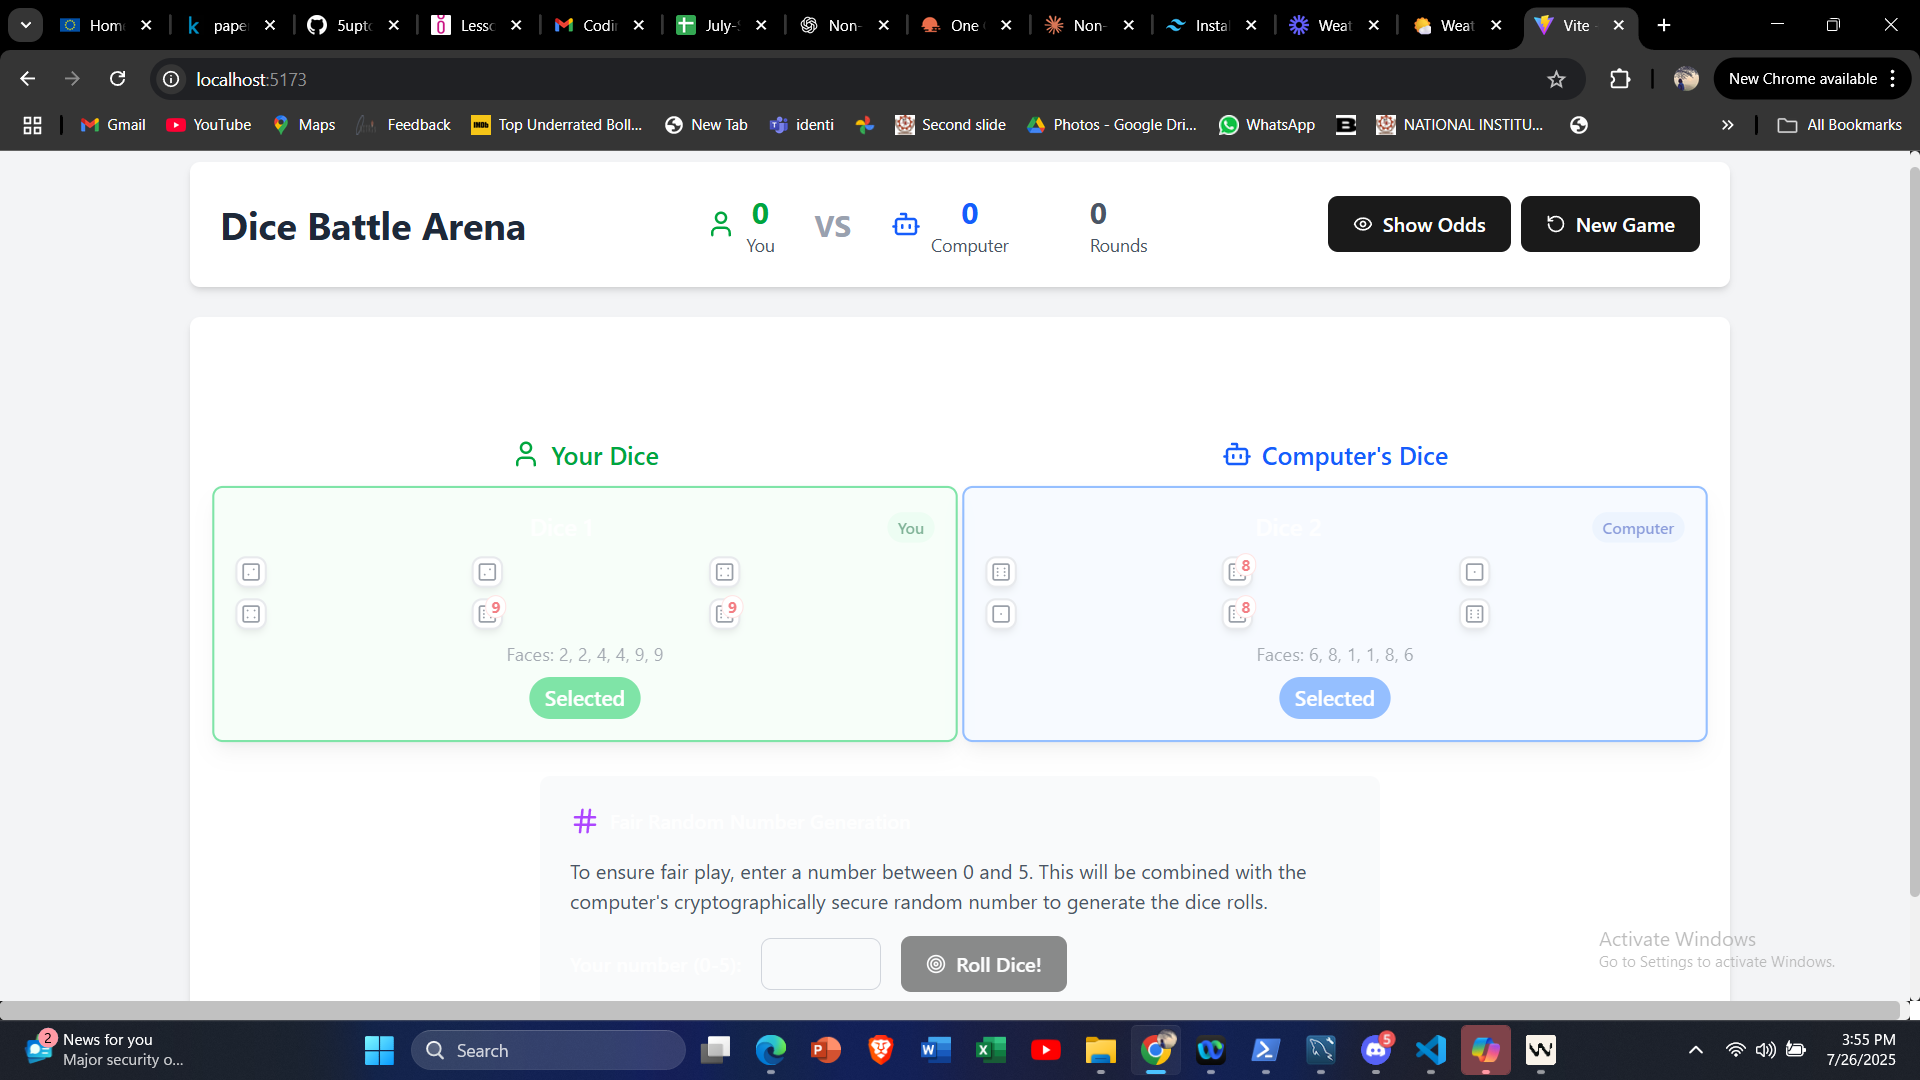 Home
paper
5upto
Lesso
Codin
July-S
Non-
One
Non-
Instal
Weat
Weat
Vite -
localhost:5173
New Chrome available
Gmail
YouTube
Maps
Feedback
Top Underrated Boll...
New Tab
identi
Second slide
Photos - Google Dri...
WhatsApp
NATIONAL INSTITU...
All Bookmarks
Dice Battle Arena
0
You
VS
0
Computer
0
Rounds
Show Odds
New Game
Your Dice
Computer's Dice
Dice 1
You
Dice 2
Computer
8
9
9
8
Faces: 2, 2, 4, 4, 9, 9
Faces: 6, 8, 1, 1, 8, 6
Selected
Selected
Fair Random Number Generation
To ensure fair play, enter a number between 0 and 5. This will be combined with the
computer's cryptographically secure random number to generate the dice rolls.
Your number (0-5):
Roll Dice!
Activate Windows
Go to Settings to activate Windows.
2
News for you
Major security o...
Search
5
3:55 PM
7/26/2025